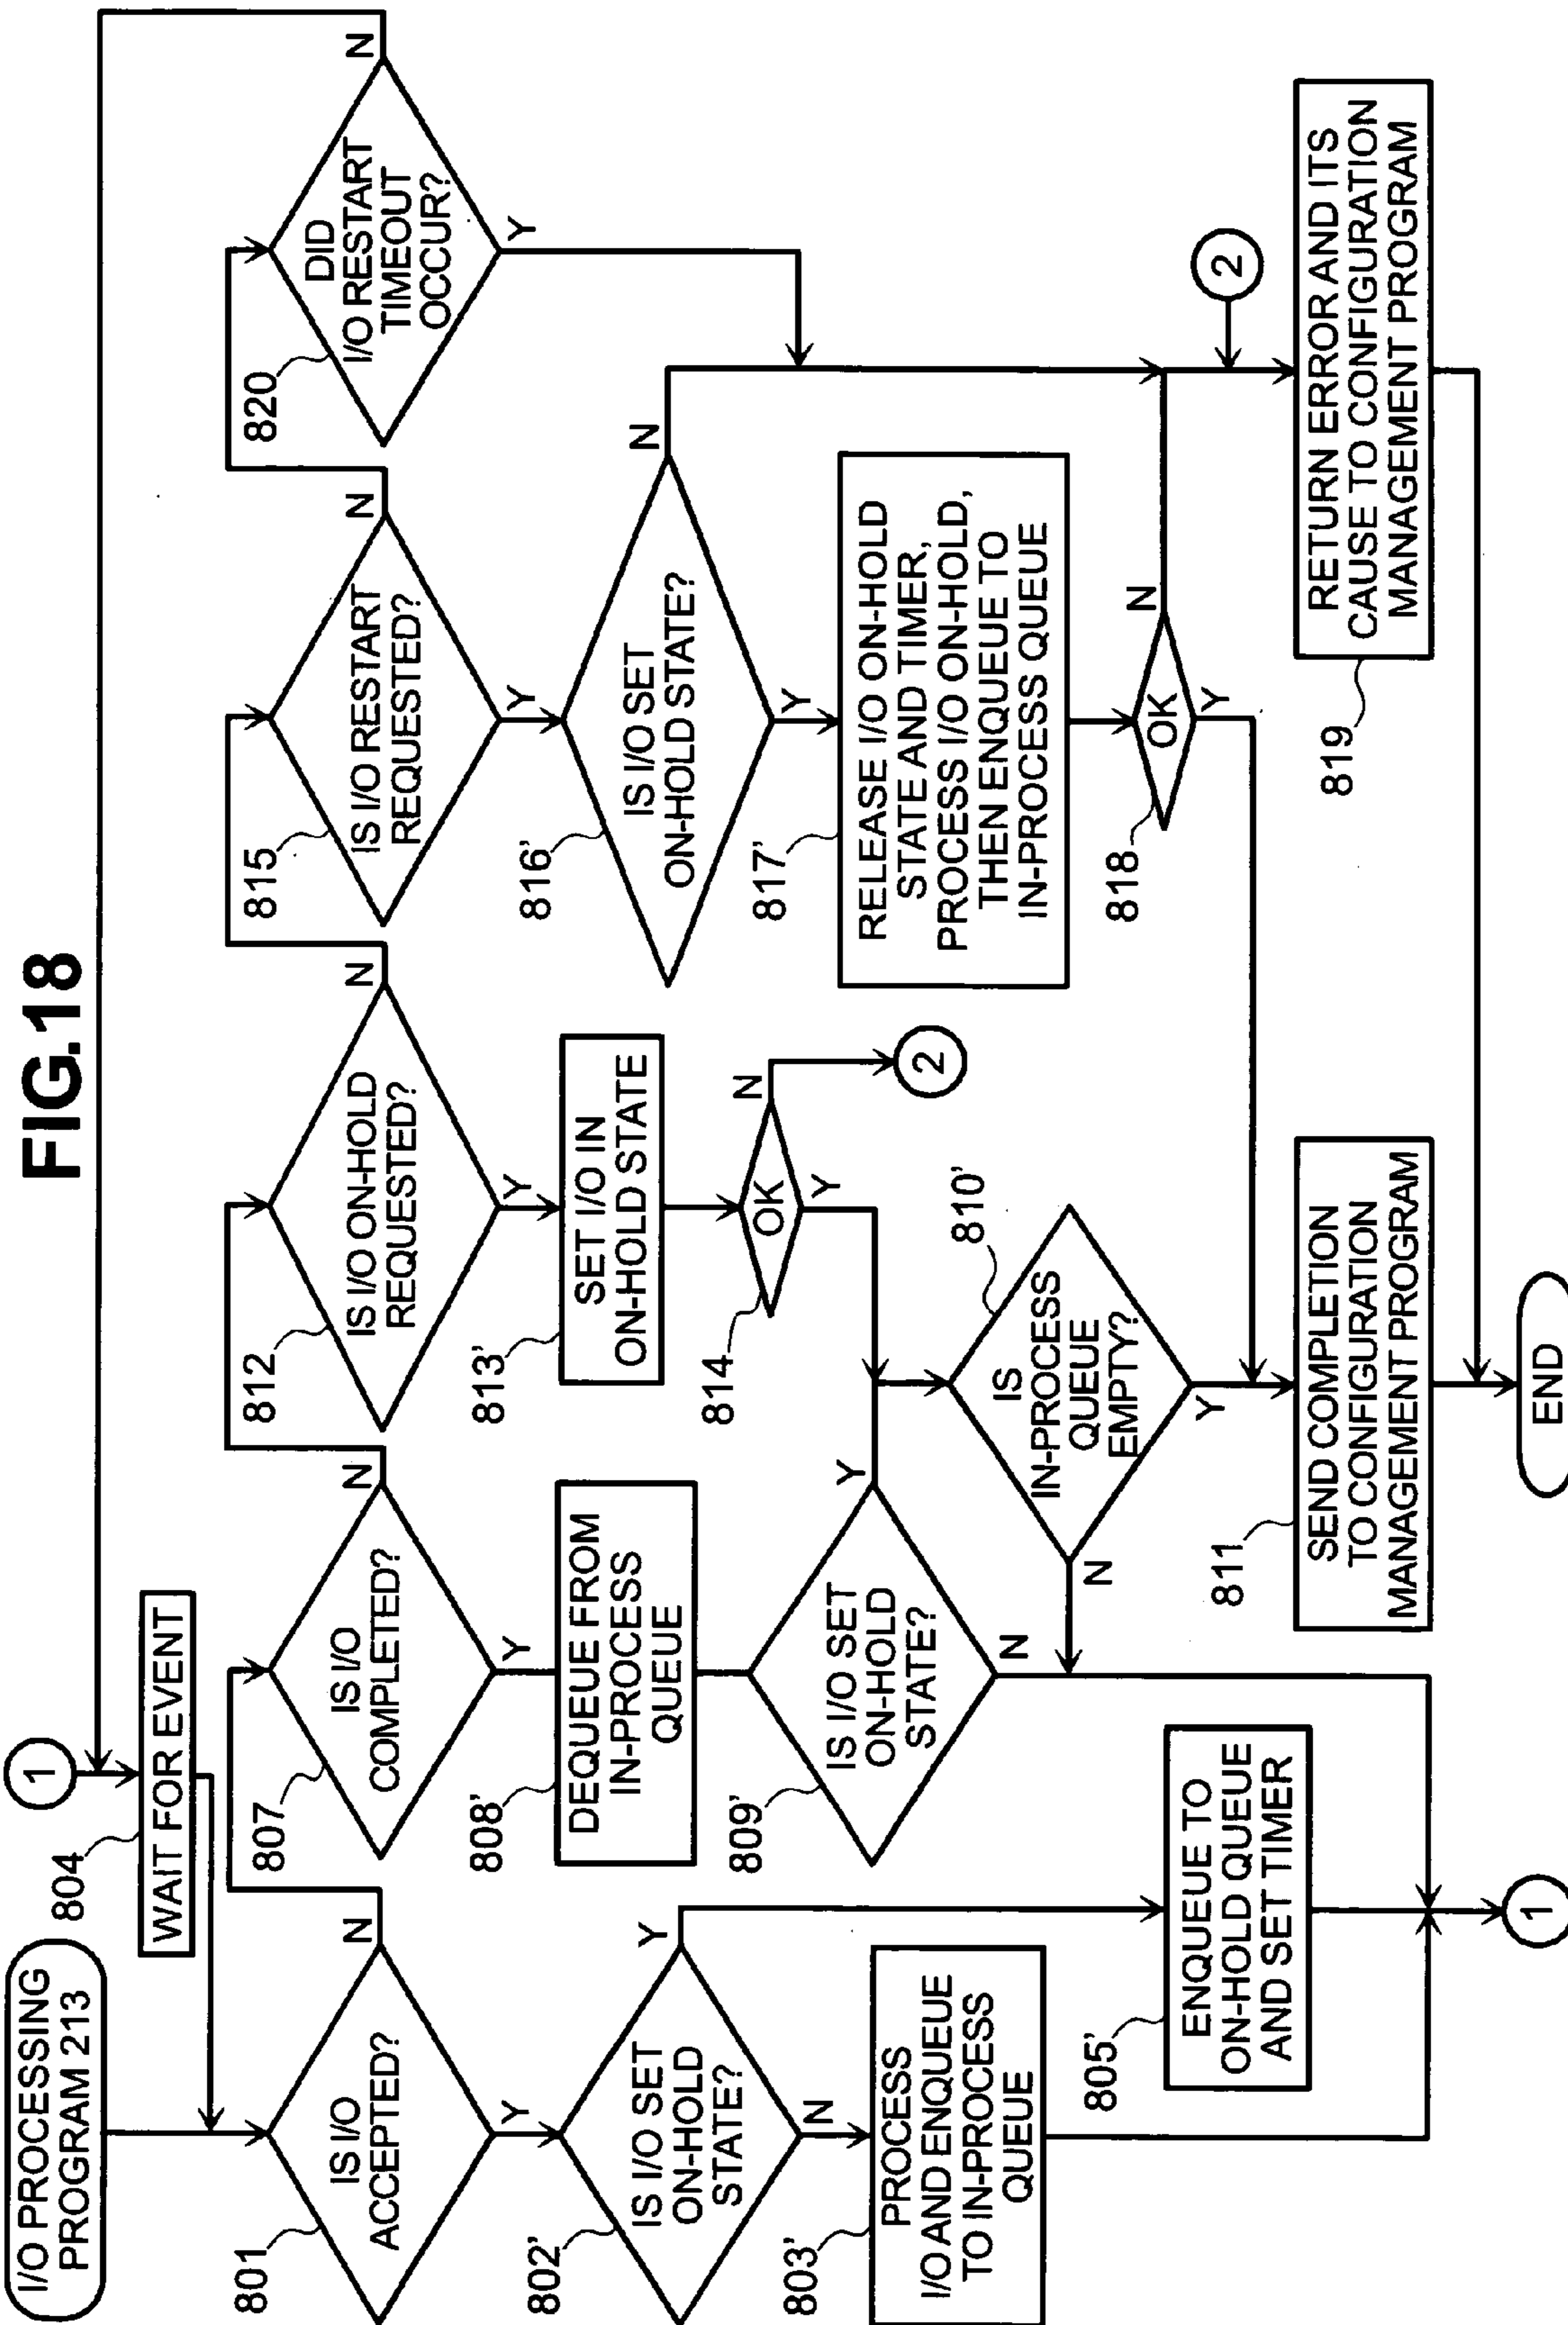 FIG.18
I/O PROCESSING
PROGRAM 213
1
804
WAIT FOR EVENT
801
IS I/O
ACCEPTED?
N
Y
802'
IS I/O SET
ON-HOLD
STATE?
Y
N
803'
PROCESS
I/O AND ENQUEUE
TO IN-PROCESS
QUEUE
805'
ENQUEUE TO
ON-HOLD QUEUE
AND SET TIMER
1
807
IS I/O
COMPLETED?
N
Y
808'
DEQUEUE FROM
IN-PROCESS
QUEUE
809'
IS I/O SET
ON-HOLD
STATE?
Y
N
812
IS I/O ON-HOLD
REQUESTED?
N
Y
813'
SET I/O IN
ON-HOLD STATE
814
OK
N
Y
2
810'
IS
IN-PROCESS
QUEUE
EMPTY?
N
Y
811
SEND COMPLETION
TO CONFIGURATION
MANAGEMENT PROGRAM
END
815
IS I/O RESTART
REQUESTED?
N
Y
816'
IS I/O SET
ON-HOLD STATE?
N
Y
817'
RELEASE I/O ON-HOLD
STATE AND TIMER,
PROCESS I/O ON-HOLD,
THEN ENQUEUE TO
IN-PROCESS QUEUE
818
OK
N
Y
820
DID
I/O RESTART
TIMEOUT
OCCUR?
N
Y
2
819
RETURN ERROR AND ITS
CAUSE TO CONFIGURATION
MANAGEMENT PROGRAM